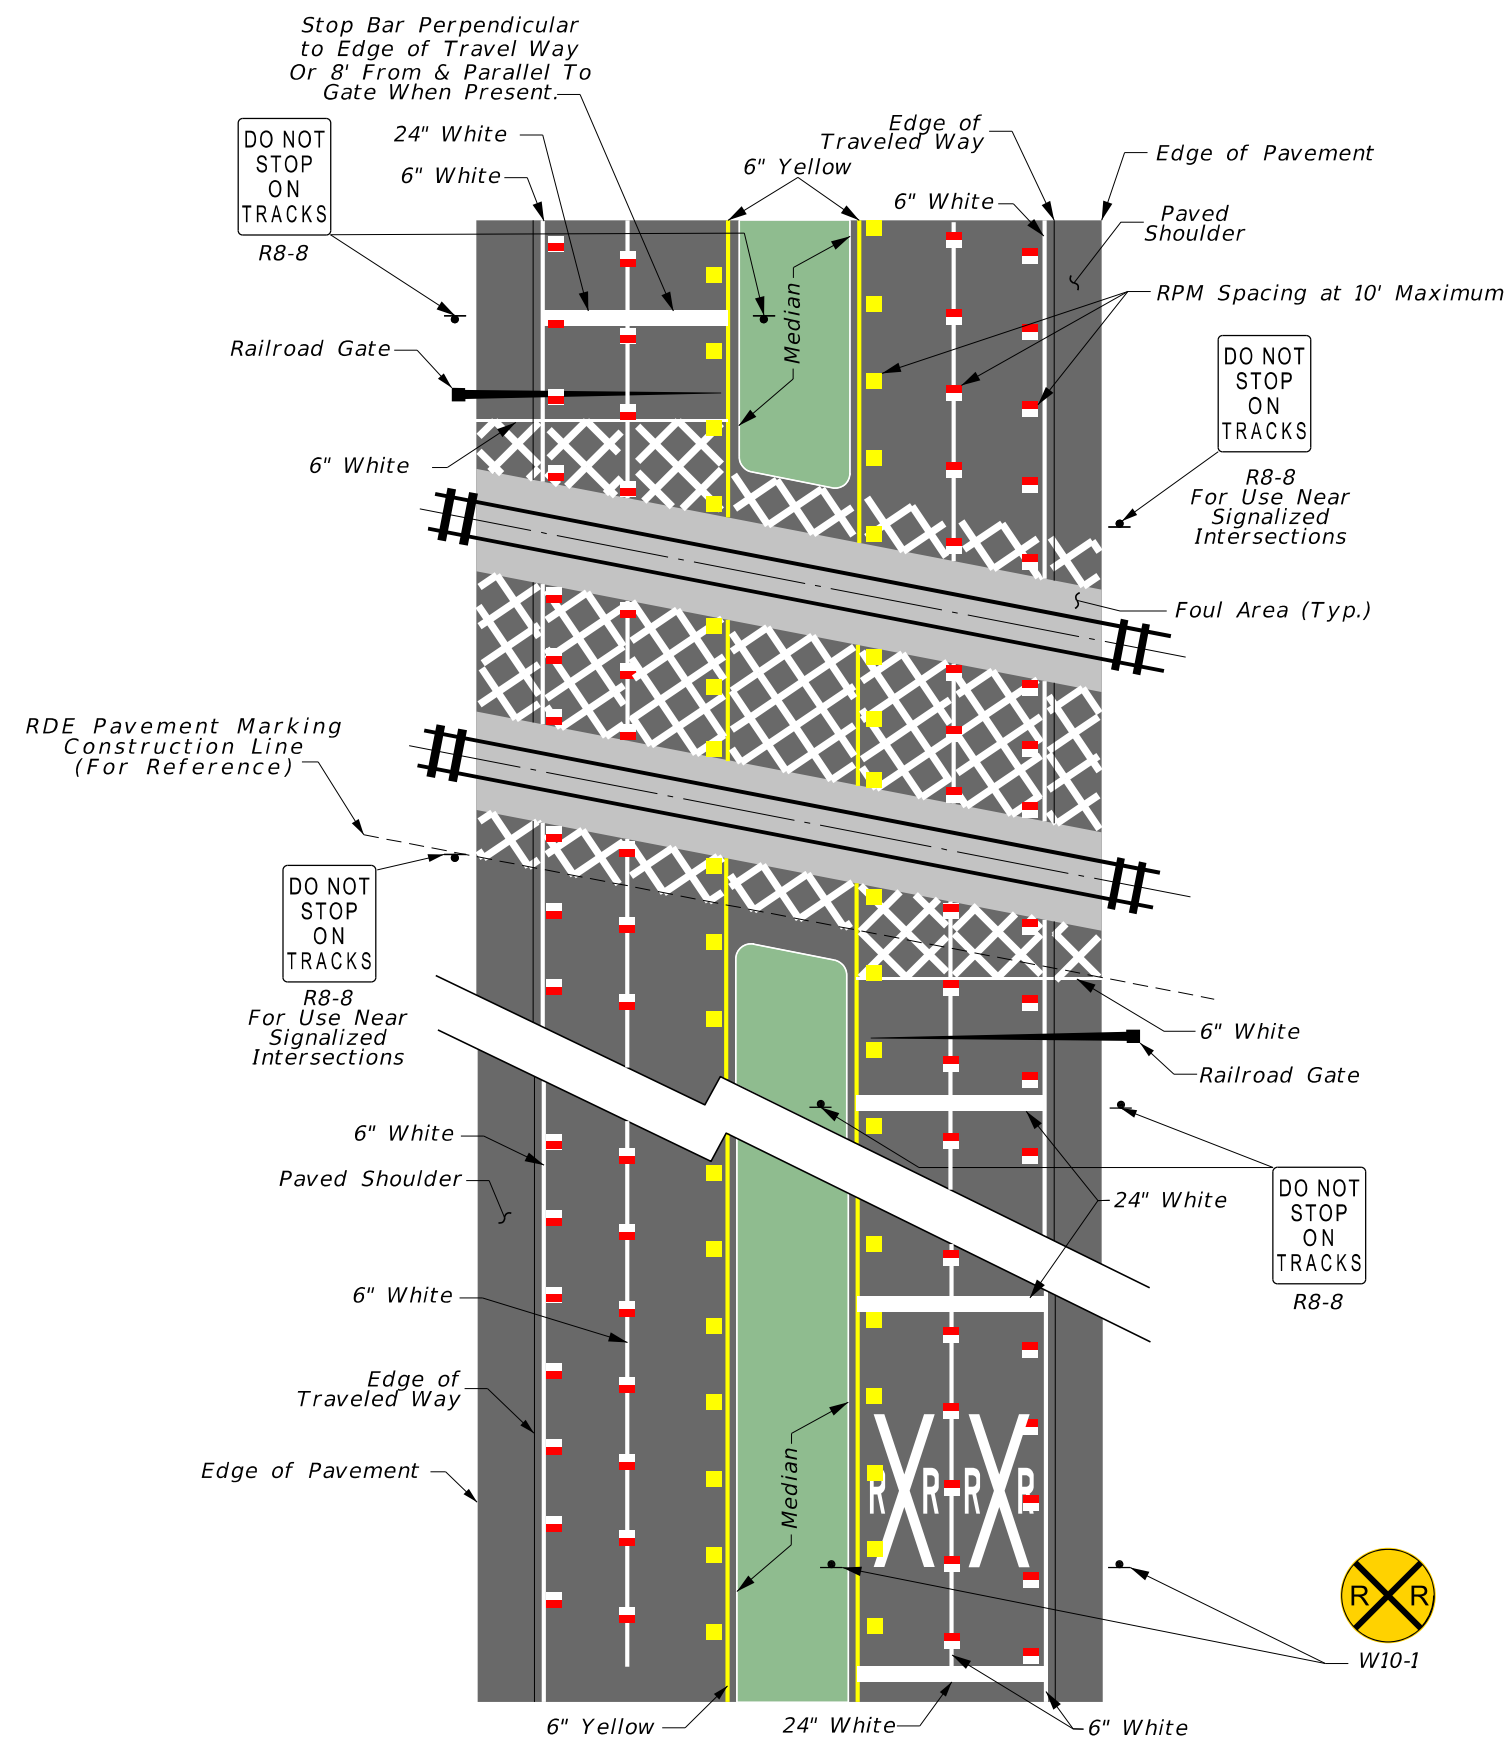 Stop Bar Perpendicular
to Edge of Travel Way
Or 8' From & Parallel To
Gate When Present.
24" White
6" White
DO NOT
STOP
ON
TRACKS
R8-8
Railroad Gate
6" White
6" Yellow
Edge of
Traveled Way
6" White
Edge of Pavement
Paved
Shoulder
Median
RPM Spacing at 10' Maximum
DO NOT
STOP
ON
TRACKS
R8-8
For Use Near
Signalized
Intersections
Foul Area (Typ.)
RDE Pavement Marking
Construction Line
(For Reference)
DO NOT
STOP
ON
TRACKS
R8-8
For Use Near
Signalized
Intersections
6" White
Railroad Gate
6" White
Paved Shoulder
24" White
DO NOT
STOP
ON
TRACKS
R8-8
6" White
Edge of
Traveled Way
Edge of Pavement
Median
R R R R
R R
W10-1
6" Yellow
24" White
6" White